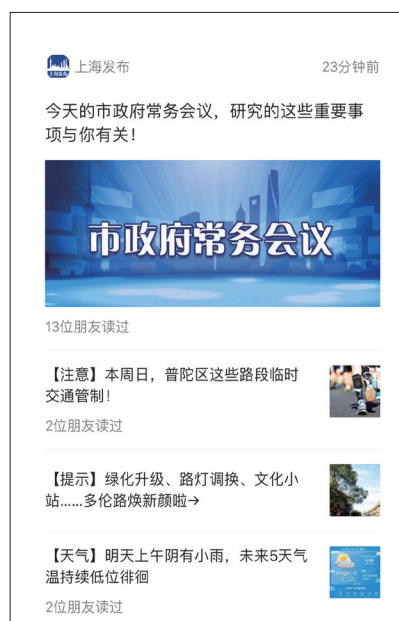 上海发布
23分钟前
今天的市政府常务会议，研究的这些重要事
项与你有关！
市政府常务会议
13位朋友读过
【注意】本周日，普陀区这些路段临时
交通管制！
2位朋友读过
【提示】绿化升级、路灯调换、文化小
站……多伦路焕新颜啦→
【天气】明天上午阴有小雨，未来5天气
温持续低位徘徊
2位朋友读过